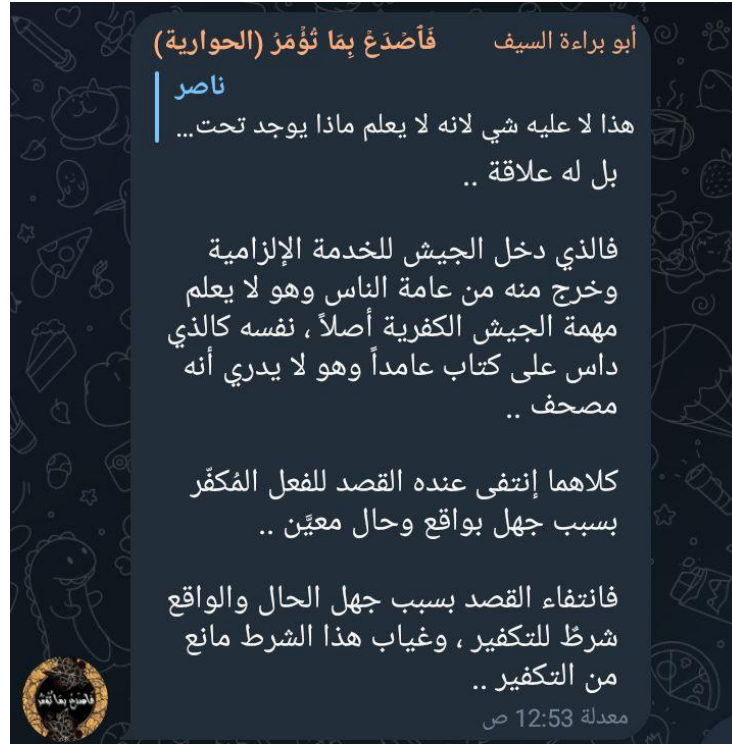 أبو براءة السيف فَٱصۡدَعۡ بِمَا تُؤۡمَرُ (الحوارية)
ناصر
هذا لا عليه شي لانه لا يعلم ماذا يوجد تحت...
بل له علاقة ..
فالذي دخل الجيش للخدمة الإلزامية
وخرج منه من عامة الناس وهو لا يعلم
مهمة الجيش الكفرية أصلاً ، نفسه كالذي
داس على كتاب عامداً وهو لا يدري أنه
مصحف ..
كلاهما إنتفى عنده القصد للفعل المُكفّر
بسبب جهل بواقع وحال معيَّن ..
فانتفاء القصد بسبب جهل الحال والواقع
شرطٌ للتكفير ، وغياب هذا الشرط مانع
من التكفير ..
معدلة 12:53 ص
فاصدع بما تؤمر